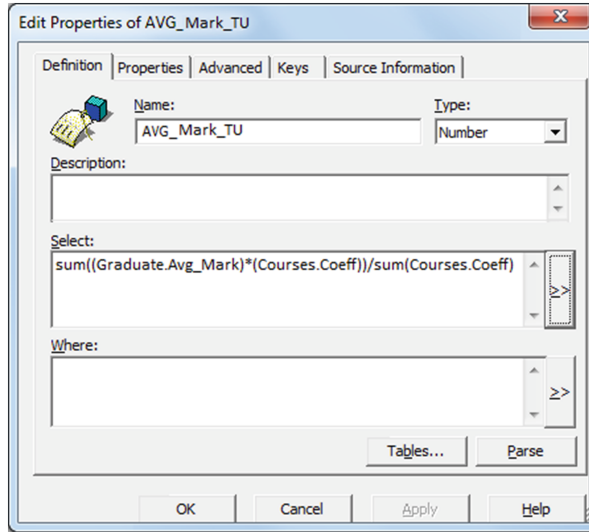 Edit Properties of AVG_Mark_TU
x
Definition Properties Advanced Keys Source Information
Name: Type:
AVG_Mark_TU Number
Description:
Select:
sum((Graduate.Avg_Mark)*(Courses.Coeff))/sum(Courses.Coeff)
>>
Where:
>>
Tables... Parse
OK Cancel Apply Help